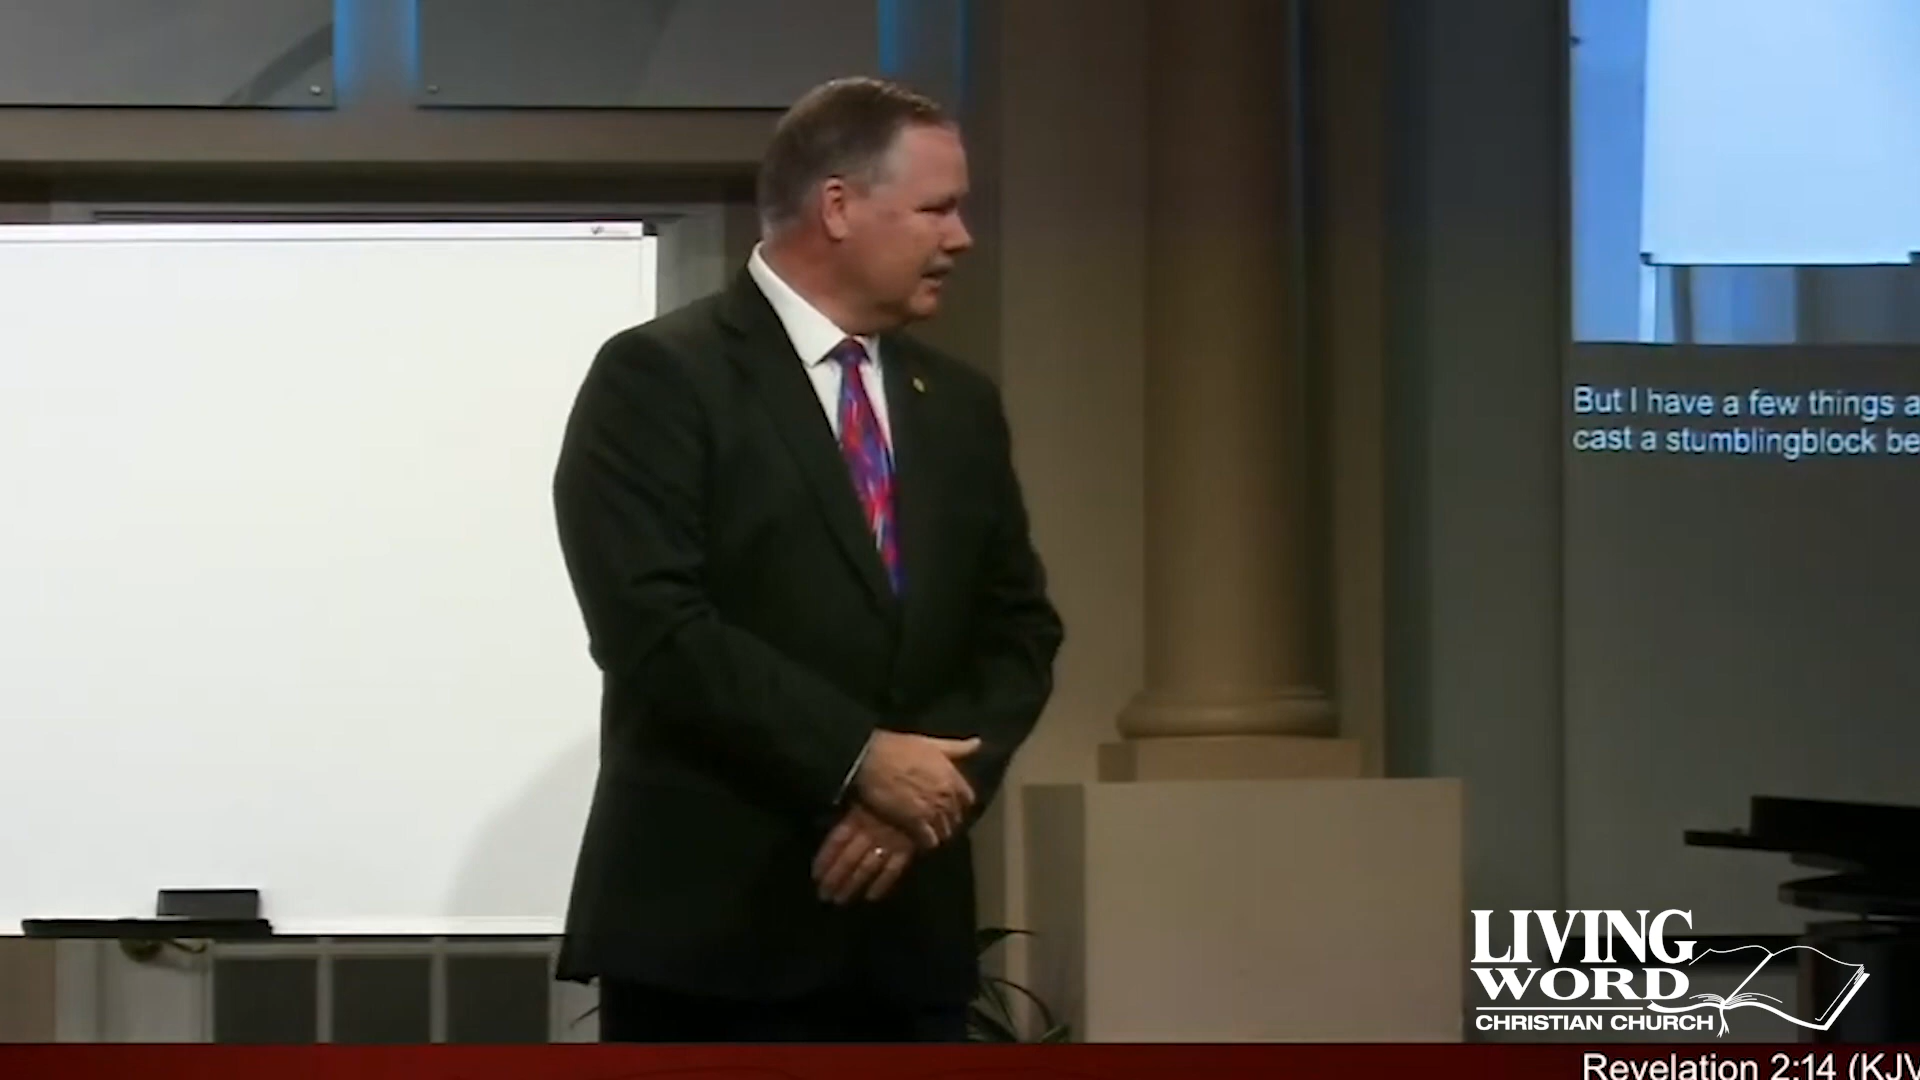 But I have a few things a
cast a stumblingblock be
LIVING
WORD
CHRISTIAN CHURCH
Revelation 2:14 (KJV